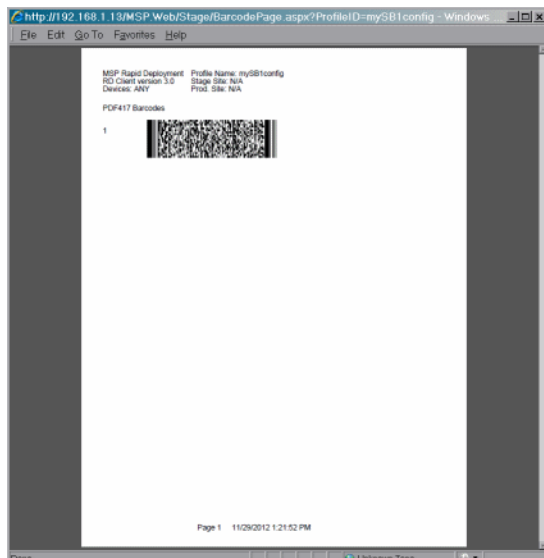 http://192.168.1.13/MSP.Web/Stage/BarcodePage.aspx?ProfileID=mySB1config - Windows ...
File Edit Go To Favorites Help
MSP Rapid Deployment Profile Name: mySB1config
RD Client version 3.0 Stage Site: N/A
Devices: ANY Prod. Site: N/A
PDF417 Barcodes
1
Page 1 11/29/2012 1:21:52 PM